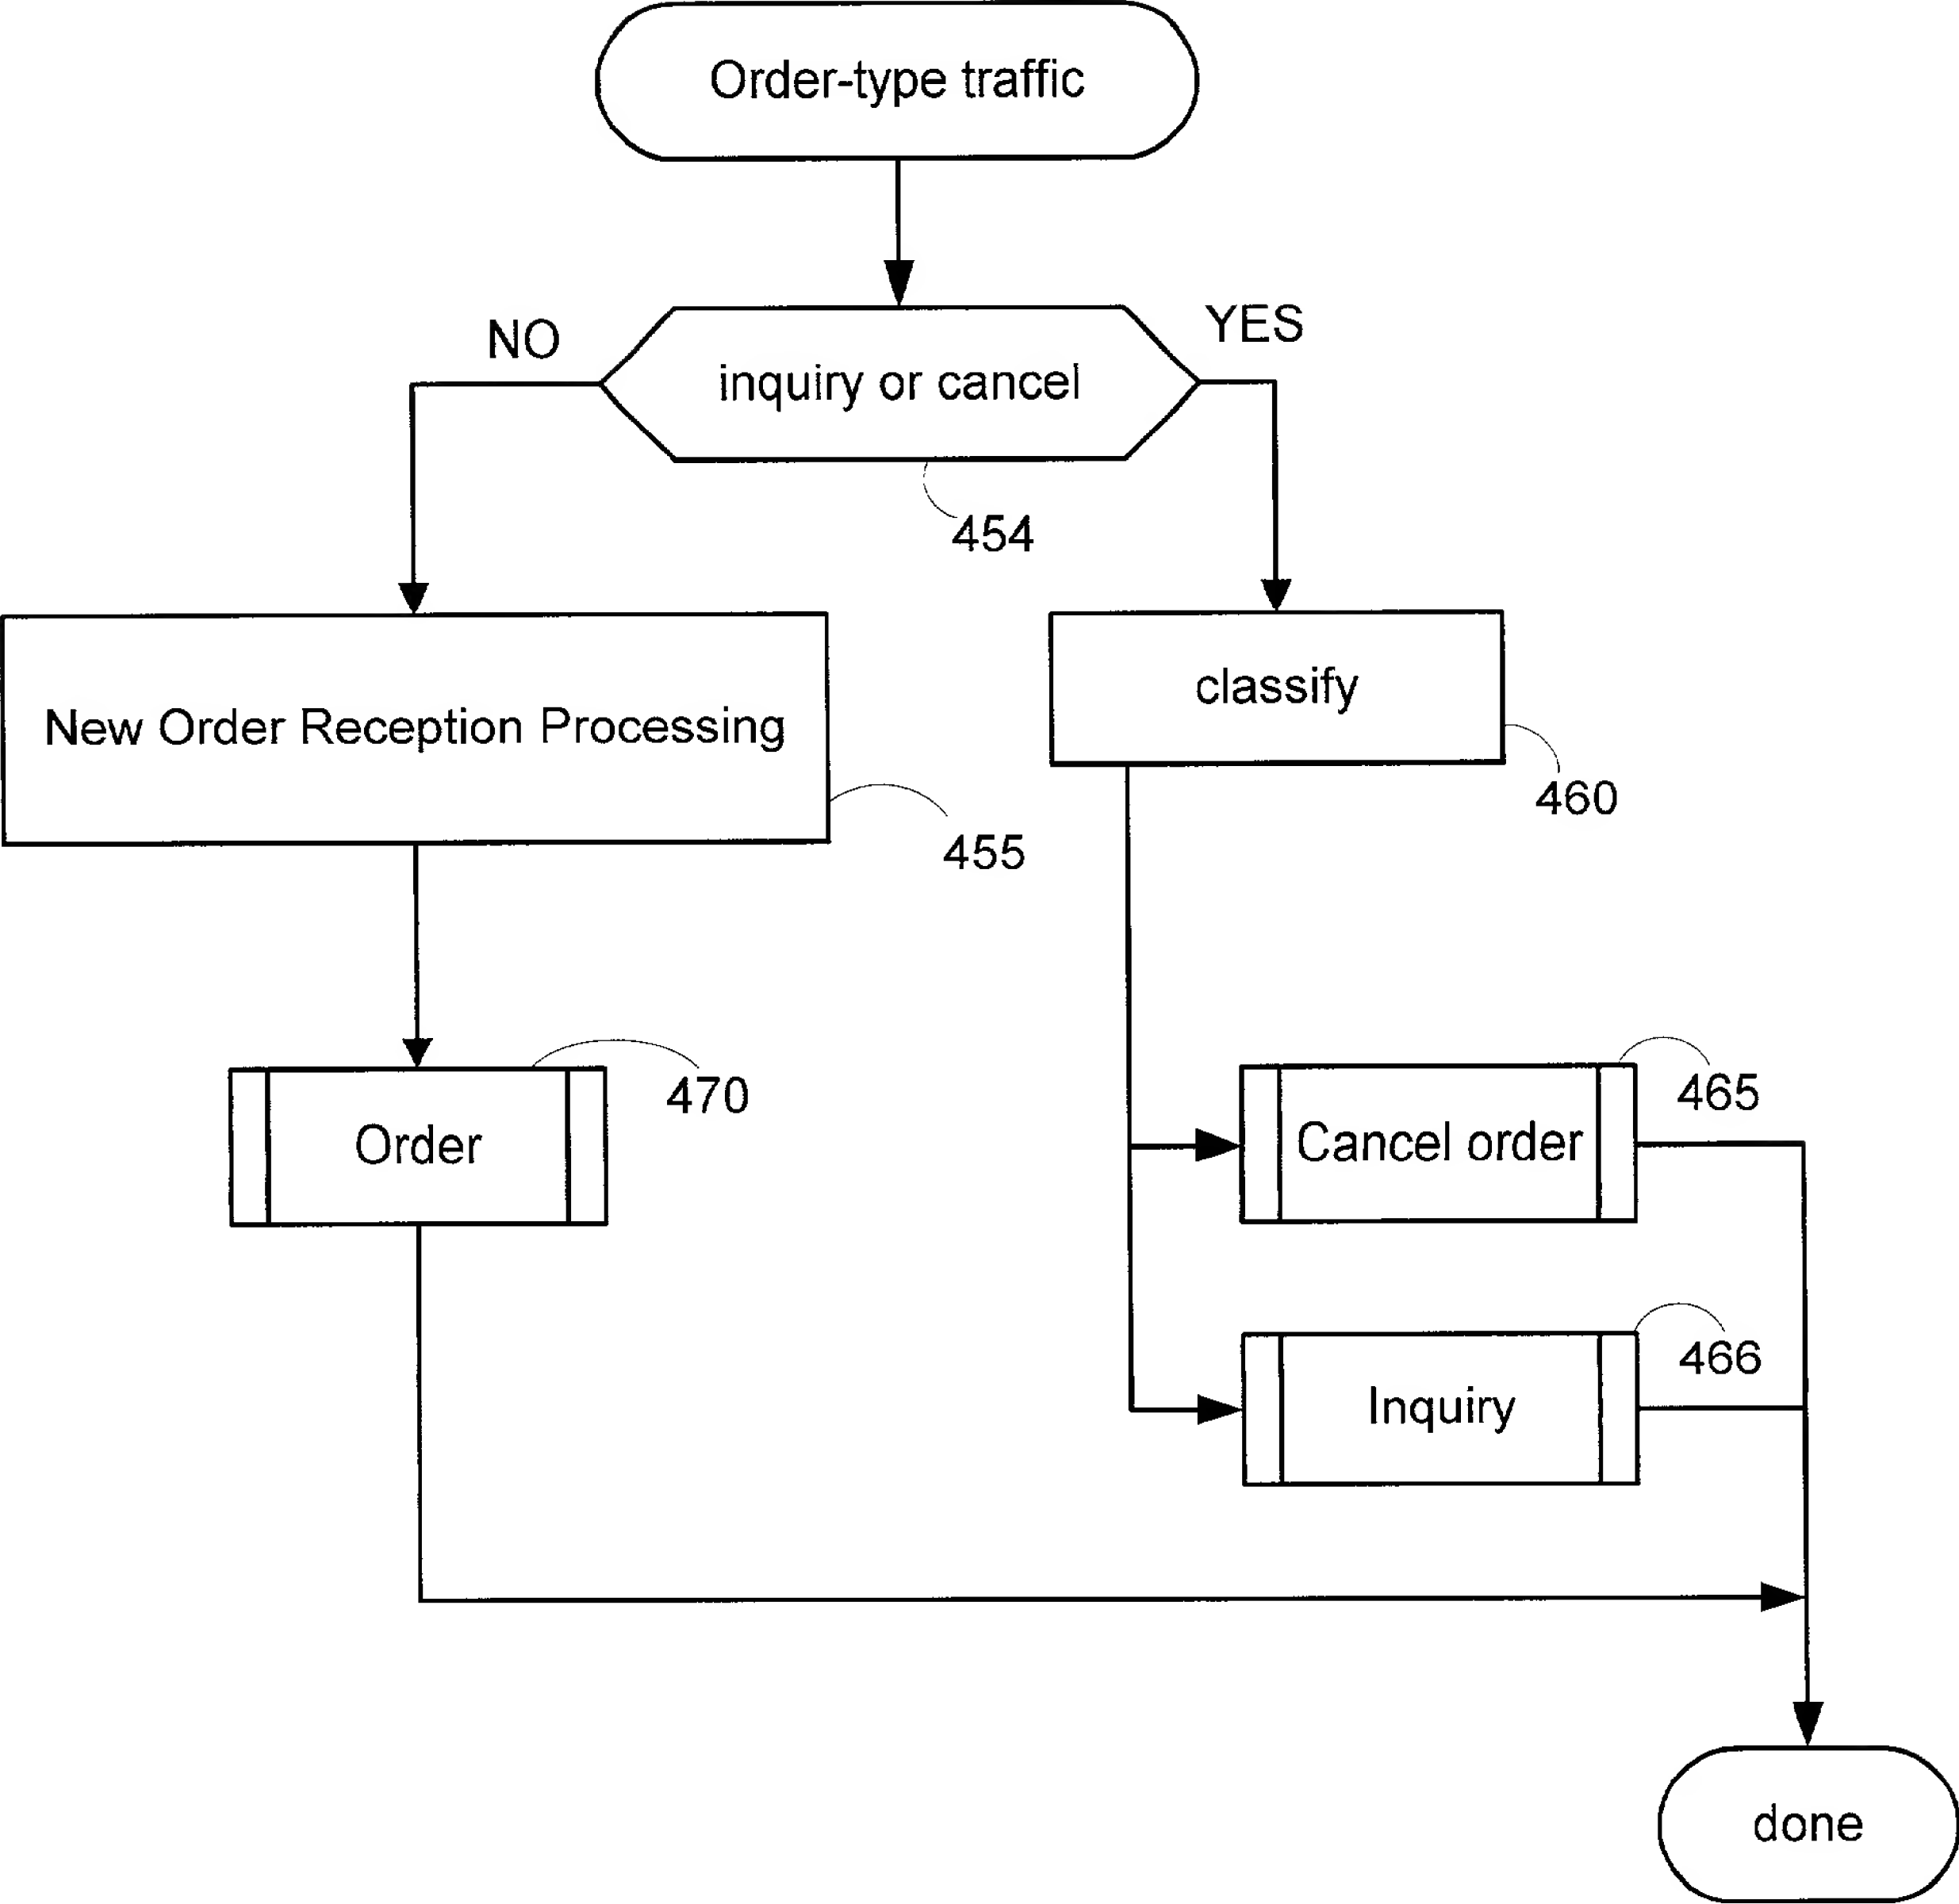 Order-type traffic
NO
YES
inquiry or cancel
454
New Order Reception Processing
455
classify
460
Order
470
Cancel order
465
Inquiry
466
done